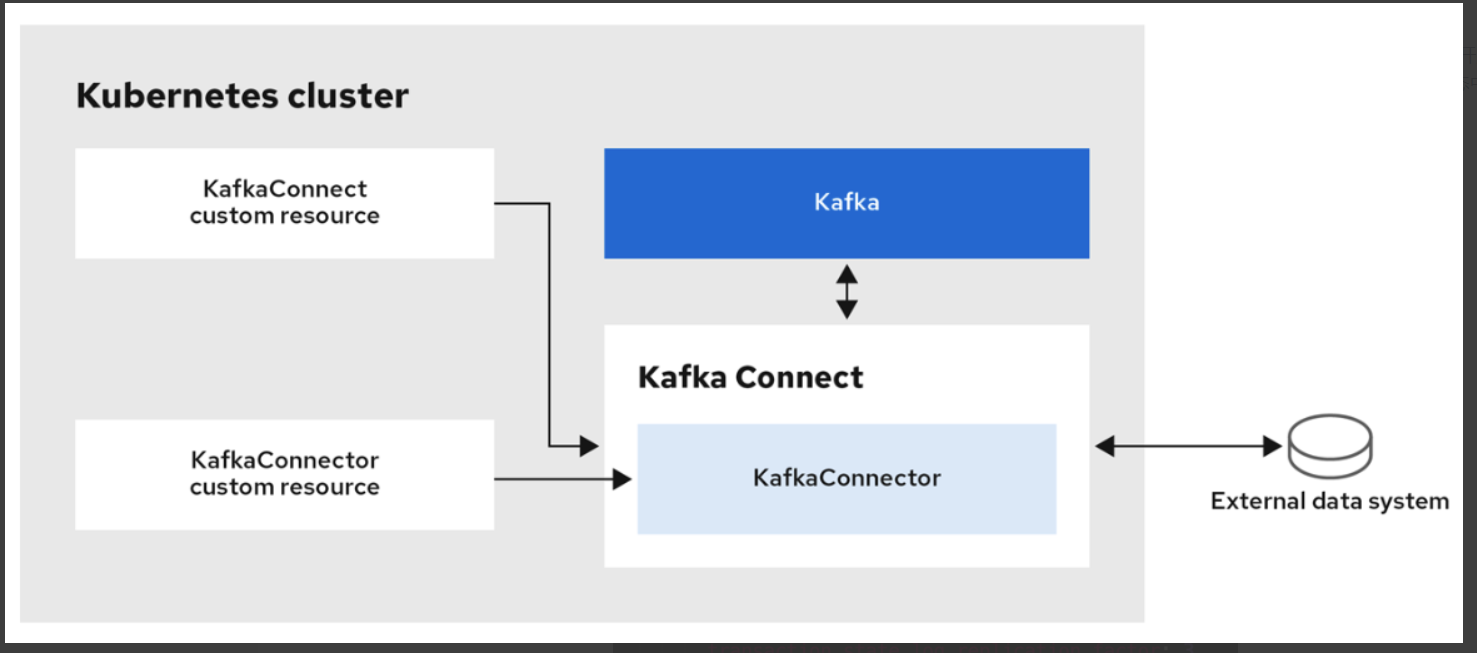 Kubernetes cluster
KafkaConnect
custom resource
Kafka
Kafka Connect
KafkaConnector
custom resource
KafkaConnector
External data system